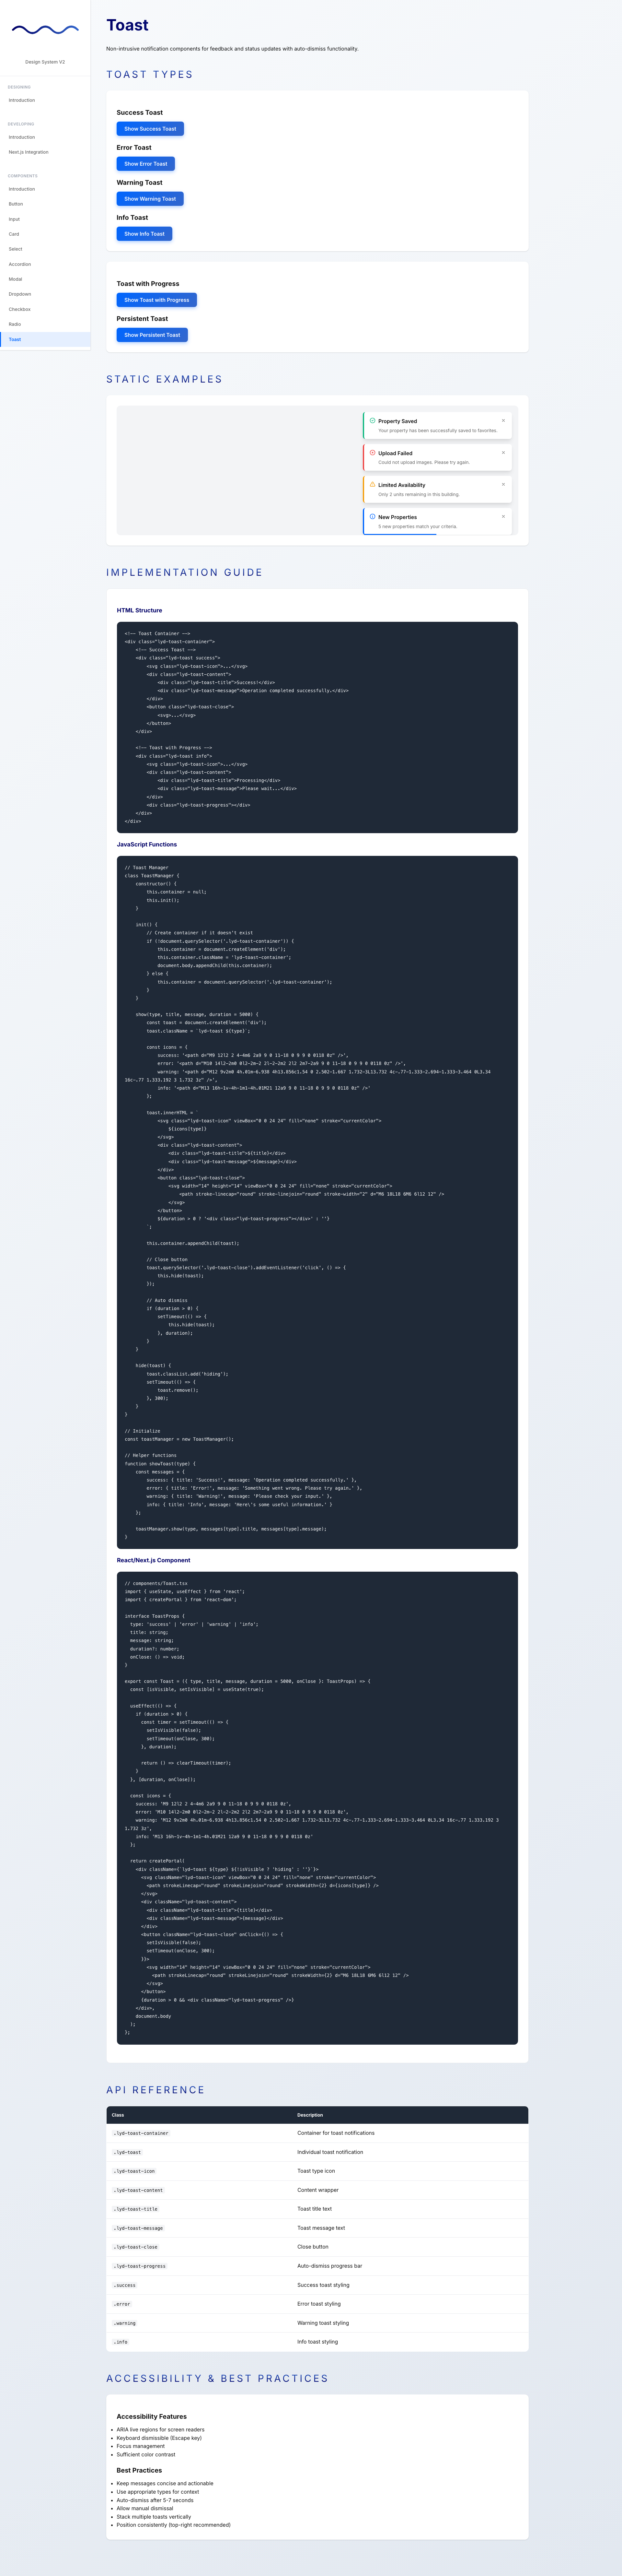 Design System V2
DESIGNING
Introduction
DEVELOPING
Introduction
Next.js Integration
COMPONENTS
Introduction
Button
Input
Card
Select
Accordion
Modal
Dropdown
Checkbox
Radio
Toast
Toast
Non-intrusive notification components for feedback and status updates with auto-dismiss functionality.
TOAST TYPES
Success Toast
Show Success Toast
Error Toast
Show Error Toast
Warning Toast
Show Warning Toast
Info Toast
Show Info Toast
Toast with Progress
Show Toast with Progress
Persistent Toast
Show Persistent Toast
STATIC EXAMPLES
Property Saved
Your property has been successfully saved to favorites.
Upload Failed
Could not upload images. Please try again.
Limited Availability
Only 2 units remaining in this building.
New Properties
5 new properties match your criteria.
IMPLEMENTATION GUIDE
HTML Structure
<!-- Toast Container -->
<div class="lyd-toast-container">
    <!-- Success Toast -->
    <div class="lyd-toast success">
        <svg class="lyd-toast-icon">...</svg>
        <div class="lyd-toast-content">
            <div class="lyd-toast-title">Success!</div>
            <div class="lyd-toast-message">Operation completed successfully.</div>
        </div>
        <button class="lyd-toast-close">
            <svg>...</svg>
        </button>
    </div>

    <!-- Toast with Progress -->
    <div class="lyd-toast info">
        <svg class="lyd-toast-icon">...</svg>
        <div class="lyd-toast-content">
            <div class="lyd-toast-title">Processing</div>
            <div class="lyd-toast-message">Please wait...</div>
        </div>
        <div class="lyd-toast-progress"></div>
    </div>
</div>
JavaScript Functions
// Toast Manager
class ToastManager {
    constructor() {
        this.container = null;
        this.init();
    }

    init() {
        // Create container if it doesn't exist
        if (!document.querySelector('.lyd-toast-container')) {
            this.container = document.createElement('div');
            this.container.className = 'lyd-toast-container';
            document.body.appendChild(this.container);
        } else {
            this.container = document.querySelector('.lyd-toast-container');
        }
    }

    show(type, title, message, duration = 5000) {
        const toast = document.createElement('div');
        toast.className = `lyd-toast ${type}`;

        const icons = {
            success: '<path d="M9 12l2 2 4-4m6 2a9 9 0 11-18 0 9 9 0 0118 0z" />',
            error: '<path d="M10 14l2-2m0 0l2-2m-2 2l-2-2m2 2l2 2m7-2a9 9 0 11-18 0 9 9 0 0118 0z" />',
            warning: '<path d="M12 9v2m0 4h.01m-6.938 4h13.856c1.54 0 2.502-1.667 1.732-3L13.732 4c-.77-1.333-2.694-1.333-3.464 0L3.34
16c-.77 1.333.192 3 1.732 3z" />',
            info: '<path d="M13 16h-1v-4h-1m1-4h.01M21 12a9 9 0 11-18 0 9 9 0 0118 0z" />'
        };

        toast.innerHTML = `
            <svg class="lyd-toast-icon" viewBox="0 0 24 24" fill="none" stroke="currentColor">
                ${icons[type]}
            </svg>
            <div class="lyd-toast-content">
                <div class="lyd-toast-title">${title}</div>
                <div class="lyd-toast-message">${message}</div>
            </div>
            <button class="lyd-toast-close">
                <svg width="14" height="14" viewBox="0 0 24 24" fill="none" stroke="currentColor">
                    <path stroke-linecap="round" stroke-linejoin="round" stroke-width="2" d="M6 18L18 6M6 6l12 12" />
                </svg>
            </button>
            ${duration > 0 ? '<div class="lyd-toast-progress"></div>' : ''}
        `;

        this.container.appendChild(toast);

        // Close button
        toast.querySelector('.lyd-toast-close').addEventListener('click', () => {
            this.hide(toast);
        });

        // Auto dismiss
        if (duration > 0) {
            setTimeout(() => {
                this.hide(toast);
            }, duration);
        }
    }

    hide(toast) {
        toast.classList.add('hiding');
        setTimeout(() => {
            toast.remove();
        }, 300);
    }
}

// Initialize
const toastManager = new ToastManager();

// Helper functions
function showToast(type) {
    const messages = {
        success: { title: 'Success!', message: 'Operation completed successfully.' },
        error: { title: 'Error!', message: 'Something went wrong. Please try again.' },
        warning: { title: 'Warning!', message: 'Please check your input.' },
        info: { title: 'Info', message: 'Here\'s some useful information.' }
    };

    toastManager.show(type, messages[type].title, messages[type].message);
}
React/Next.js Component
// components/Toast.tsx
import { useState, useEffect } from 'react';
import { createPortal } from 'react-dom';

interface ToastProps {
  type: 'success' | 'error' | 'warning' | 'info';
  title: string;
  message: string;
  duration?: number;
  onClose: () => void;
}

export const Toast = ({ type, title, message, duration = 5000, onClose }: ToastProps) => {
  const [isVisible, setIsVisible] = useState(true);

  useEffect(() => {
    if (duration > 0) {
      const timer = setTimeout(() => {
        setIsVisible(false);
        setTimeout(onClose, 300);
      }, duration);

      return () => clearTimeout(timer);
    }
  }, [duration, onClose]);

  const icons = {
    success: 'M9 12l2 2 4-4m6 2a9 9 0 11-18 0 9 9 0 0118 0z',
    error: 'M10 14l2-2m0 0l2-2m-2 2l-2-2m2 2l2 2m7-2a9 9 0 11-18 0 9 9 0 0118 0z',
    warning: 'M12 9v2m0 4h.01m-6.938 4h13.856c1.54 0 2.502-1.667 1.732-3L13.732 4c-.77-1.333-2.694-1.333-3.464 0L3.34 16c-.77 1.333.192 3
1.732 3z',
    info: 'M13 16h-1v-4h-1m1-4h.01M21 12a9 9 0 11-18 0 9 9 0 0118 0z'
  };

  return createPortal(
    <div className={`lyd-toast ${type} ${!isVisible ? 'hiding' : ''}`}>
      <svg className="lyd-toast-icon" viewBox="0 0 24 24" fill="none" stroke="currentColor">
        <path strokeLinecap="round" strokeLinejoin="round" strokeWidth={2} d={icons[type]} />
      </svg>
      <div className="lyd-toast-content">
        <div className="lyd-toast-title">{title}</div>
        <div className="lyd-toast-message">{message}</div>
      </div>
      <button className="lyd-toast-close" onClick={() => {
        setIsVisible(false);
        setTimeout(onClose, 300);
      }}>
        <svg width="14" height="14" viewBox="0 0 24 24" fill="none" stroke="currentColor">
          <path strokeLinecap="round" strokeLinejoin="round" strokeWidth={2} d="M6 18L18 6M6 6l12 12" />
        </svg>
      </button>
      {duration > 0 && <div className="lyd-toast-progress" />}
    </div>,
    document.body
  );
};
API REFERENCE
Class Description
.lyd-toast-container Container for toast notifications
.lyd-toast Individual toast notification
.lyd-toast-icon Toast type icon
.lyd-toast-content Content wrapper
.lyd-toast-title Toast title text
.lyd-toast-message Toast message text
.lyd-toast-close Close button
.lyd-toast-progress Auto-dismiss progress bar
.success Success toast styling
.error Error toast styling
.warning Warning toast styling
.info Info toast styling
ACCESSIBILITY & BEST PRACTICES
Accessibility Features
• ARIA live regions for screen readers
• Keyboard dismissible (Escape key)
• Focus management
• Sufficient color contrast
Best Practices
• Keep messages concise and actionable
• Use appropriate types for context
• Auto-dismiss after 5-7 seconds
• Allow manual dismissal
• Stack multiple toasts vertically
• Position consistently (top-right recommended)